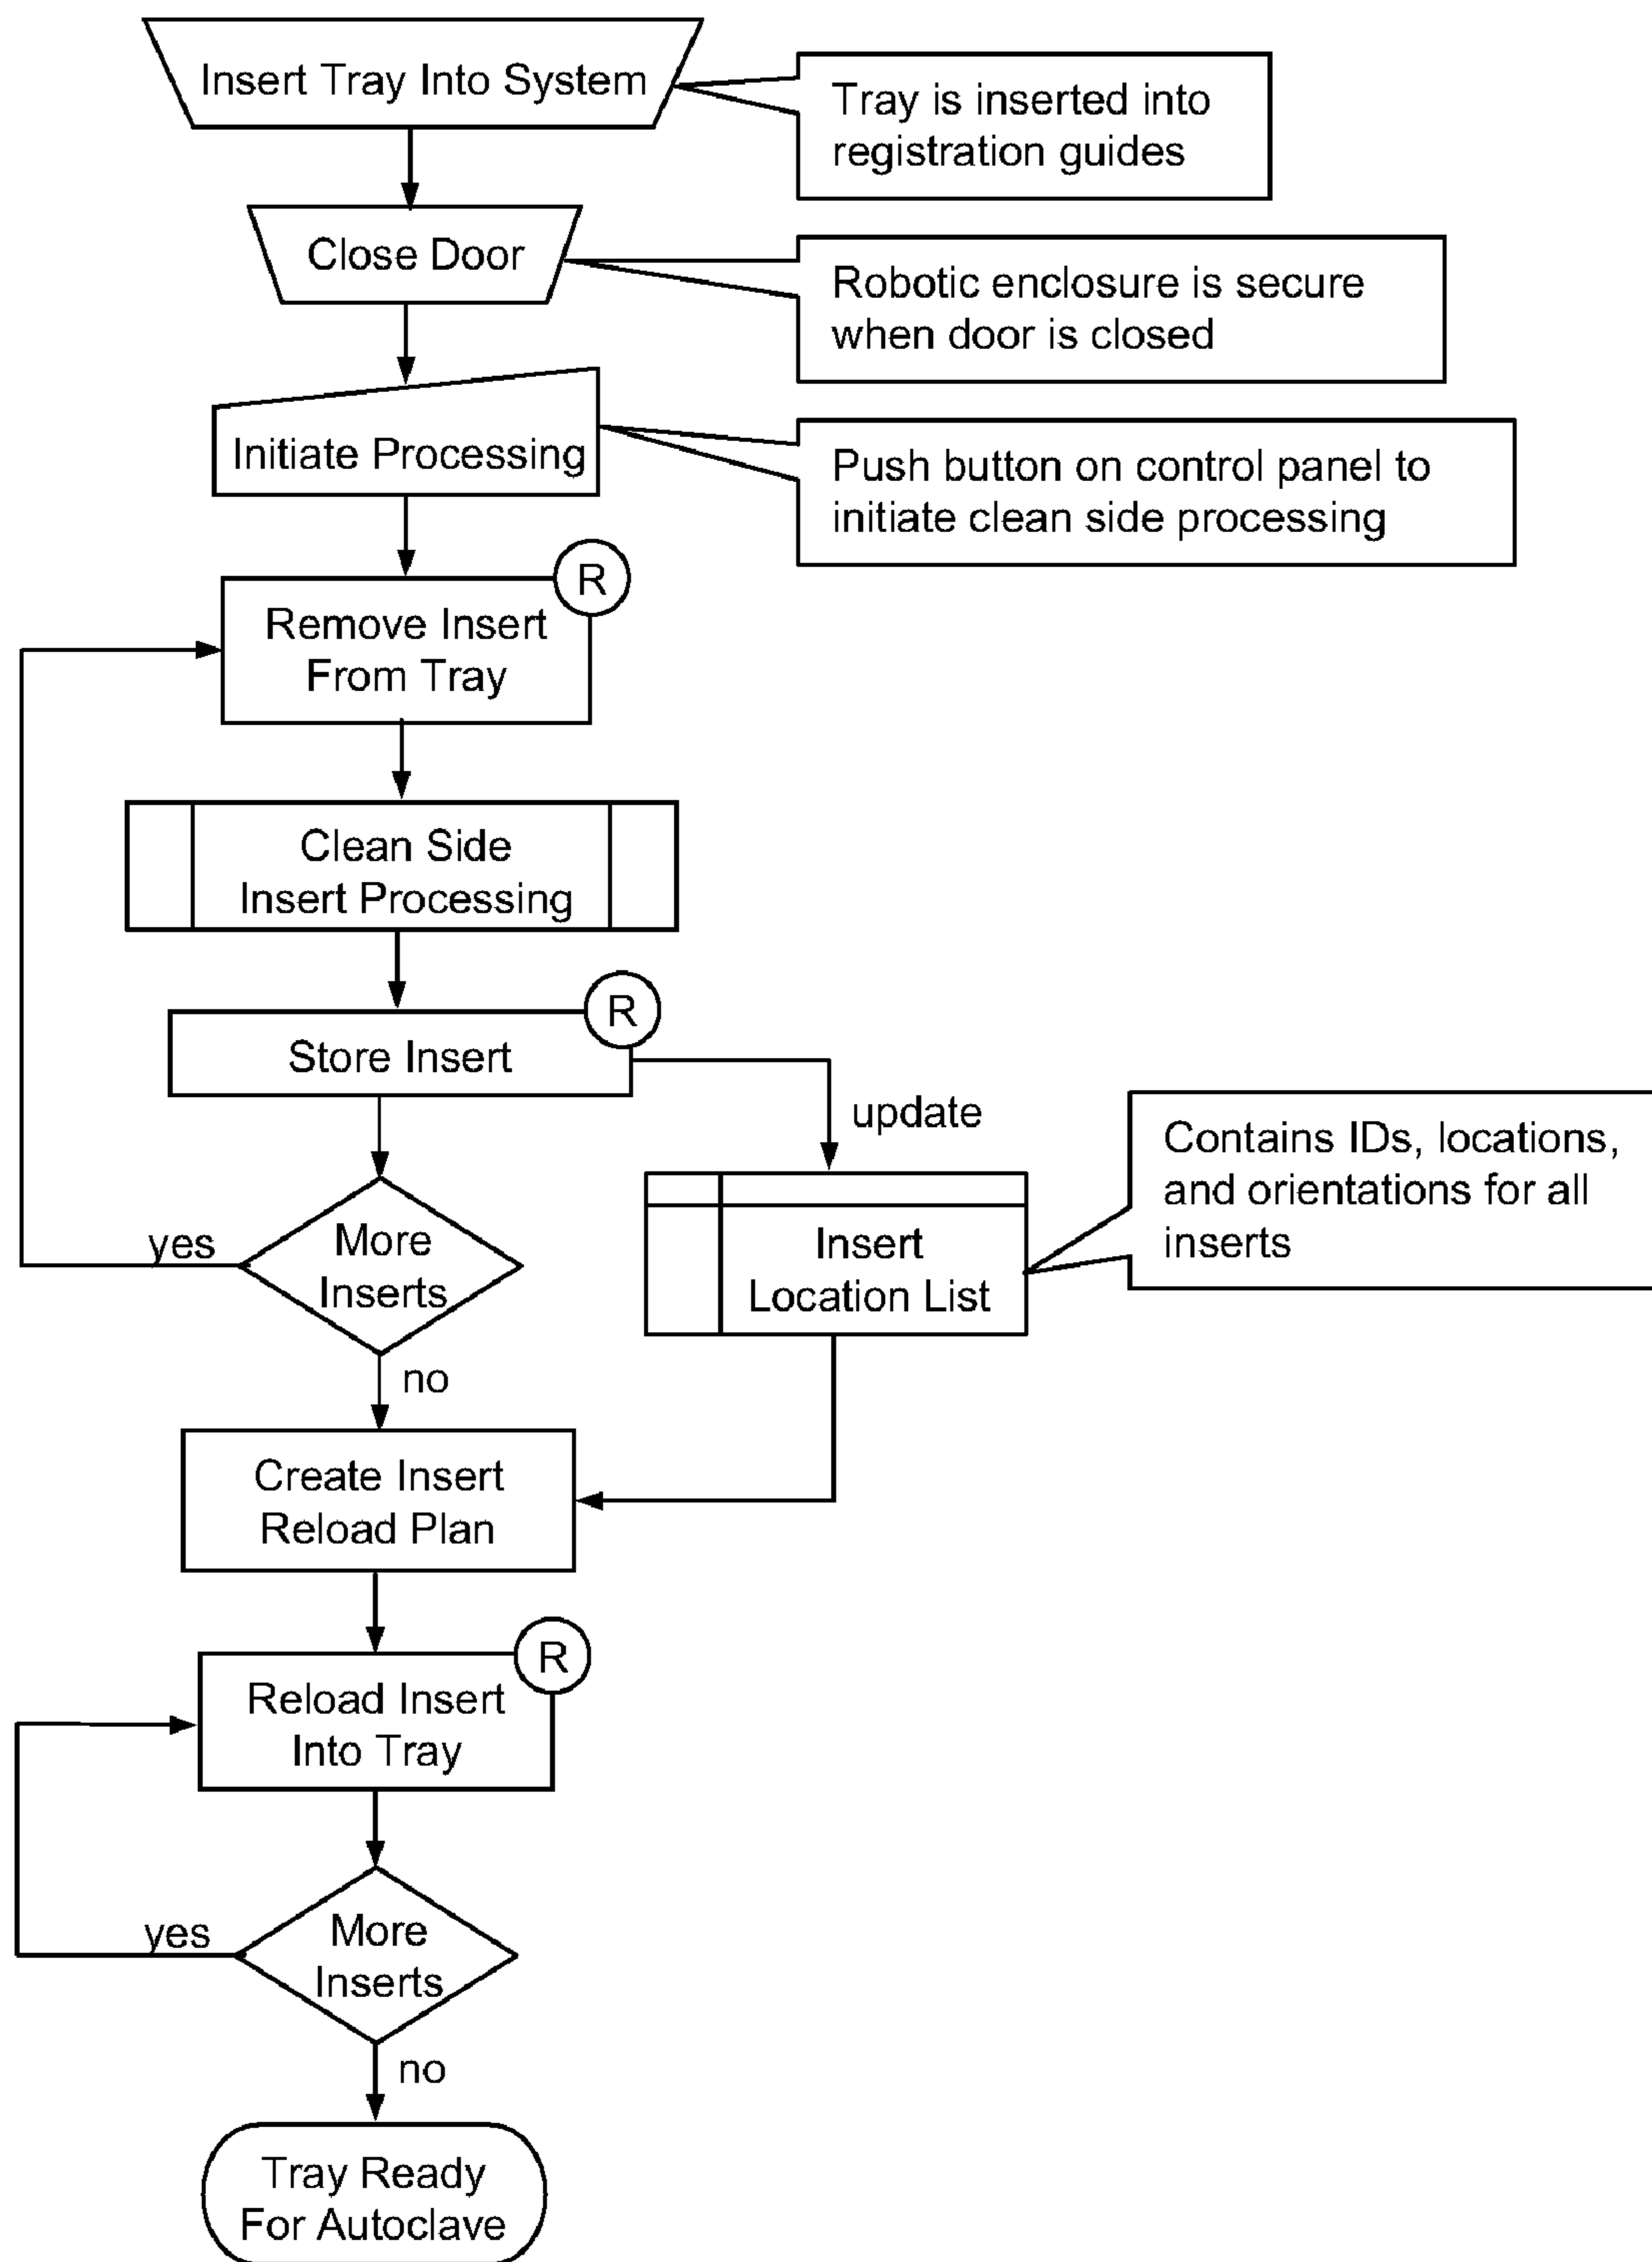 Insert Tray Into System
Tray is inserted into
registration guides
Close Door
Robotic enclosure is secure
when door is closed
Initiate Processing
Push button on control panel to
initiate clean side processing
R
Remove Insert
From Tray
Clean Side
Insert Processing
R
Store Insert
update
Contains IDs, locations,
and orientations for all
inserts
yes
More
Inserts
Insert
Location List
no
Create Insert
Reload Plan
R
Reload Insert
Into Tray
yes
More
Inserts
no
Tray Ready
For Autoclave